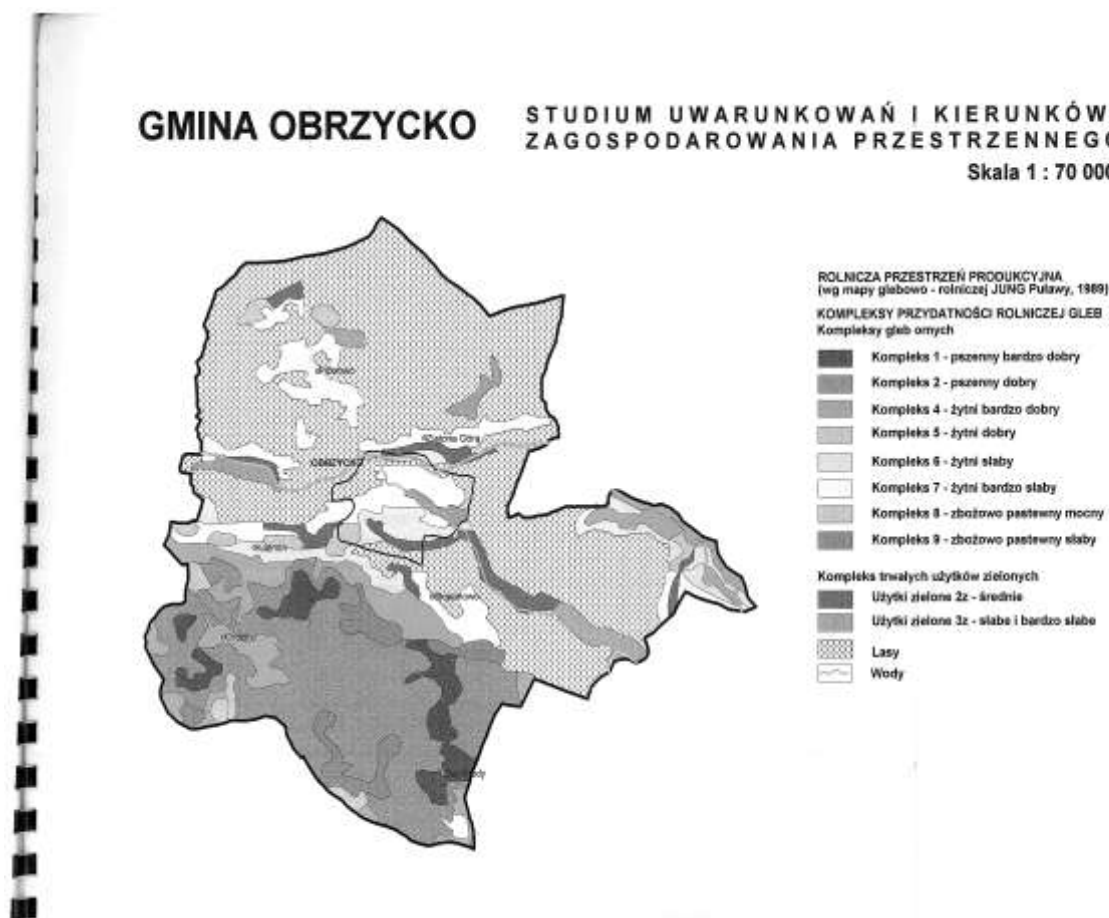 GMINA OBRZYCKO
STUDIUM UWARUNKOWAŃ I KIERUNKÓW
ZAGOSPODAROWANIA PRZESTRZENNEGO
Skala 1 : 70 000
ROLNICZA PRZESTRZEŃ PRODUKCYJNA
(wg mapy glebowo - rolniczej JUNG Puławy, 1989)
KOMPLEKSY PRZYDATNOŚCI ROLNICZEJ GLEB
Kompleksy gleb ornych
Kompleks 1 - pszenny bardzo dobry
Kompleks 2 - pszenny dobry
Kompleks 4 - żytni bardzo dobry
Kompleks 5 - żytni dobry
Kompleks 6 - żytni słaby
Kompleks 7 - żytni bardzo słaby
Kompleks 8 - zbożowo pastewny mocny
Kompleks 9 - zbożowo pastewny słaby
Kompleks trwałych użytków zielonych
Użytki zielone 2z - średnie
Użytki zielone 3z - słabe i bardzo słabe
Lasy
Wody
OBRZYCKO